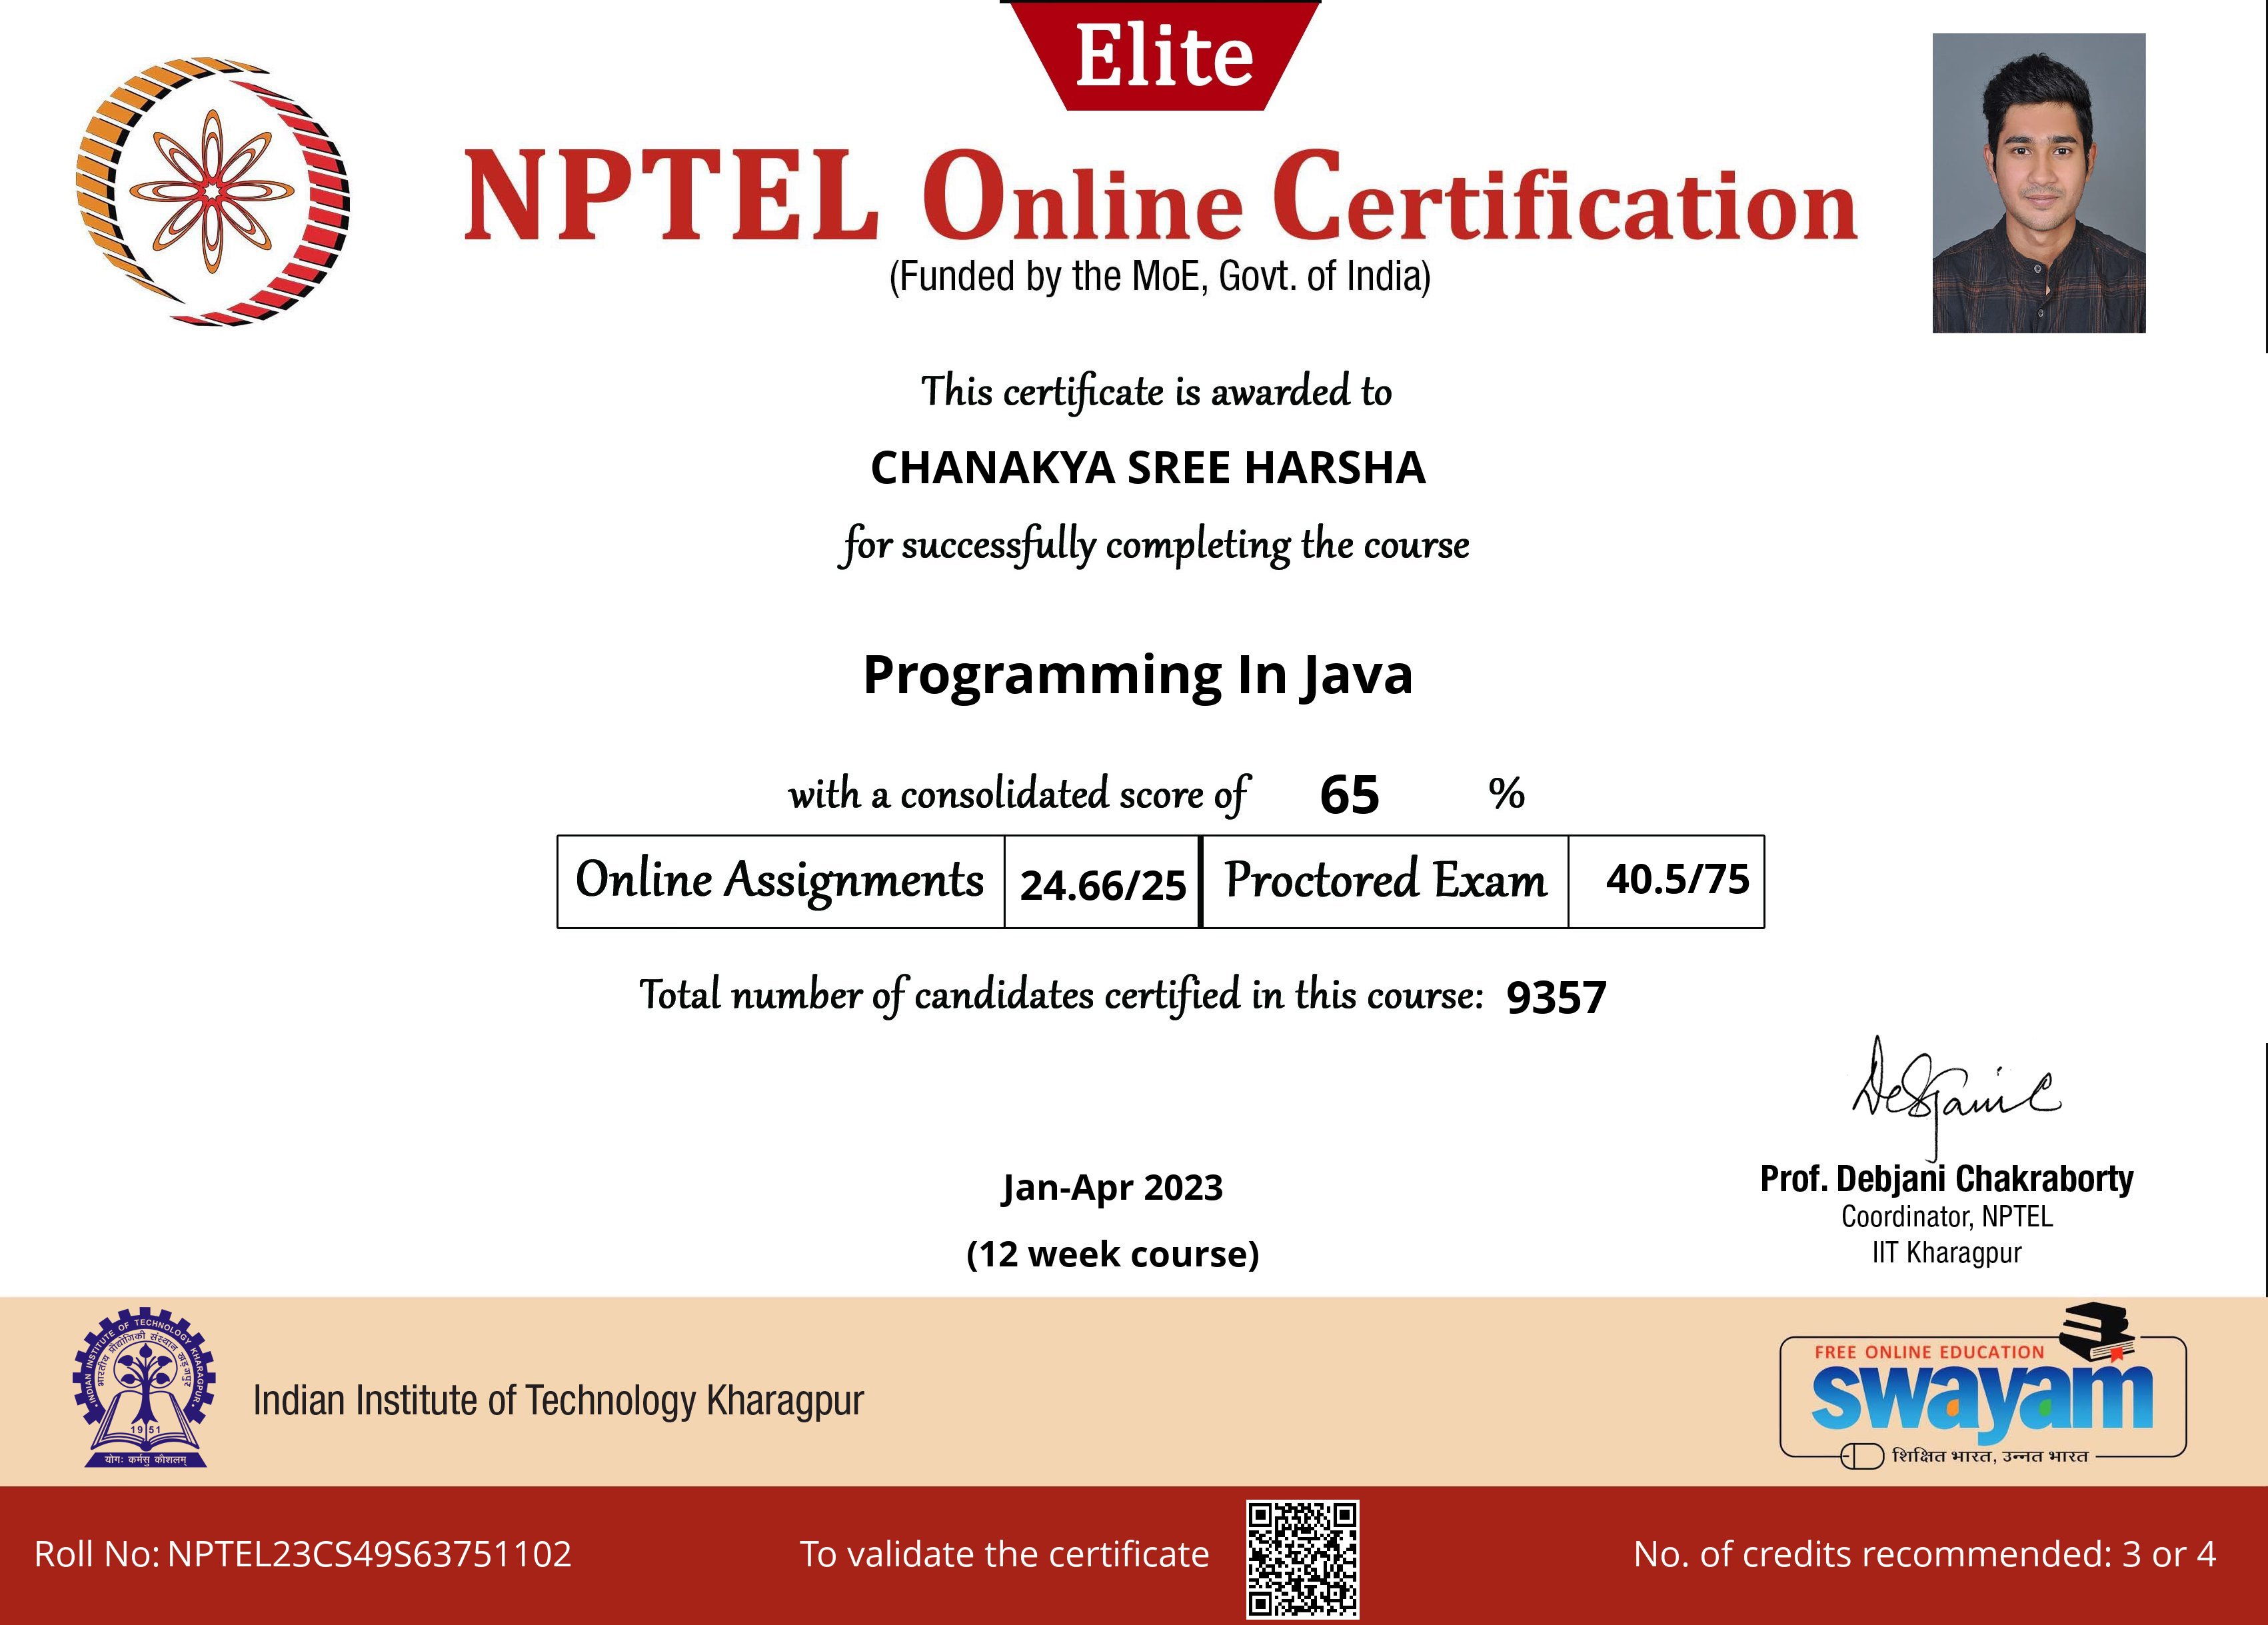 Elite
NPTEL Online Certification
(Funded by the MoE, Govt. of India)
This certificate is awarded to
CHANAKYA SREE HARSHA
for successfully completing the course
Programming In Java
with a consolidated score of 65 %
Online Assignments 24.66/25 Proctored Exam 40.5/75
Total number of candidates certified in this course: 9357
Prof. Debjani Chakraborty
Coordinator, NPTEL
IIT Kharagpur
Jan-Apr 2023
(12 week course)
INDIAN INSTITUTE OF TECHNOLOGY KHARAGPUR
भारतीय प्रौद्योगिकी संस्थान खड़गपुर
1951
योगः कर्मसु कौशलम्
Indian Institute of Technology Kharagpur
FREE ONLINE EDUCATION
swayam
शिक्षित भारत, उन्नत भारत
Roll No: NPTEL23CS49S63751102
To validate the certificate
No. of credits recommended: 3 or 4